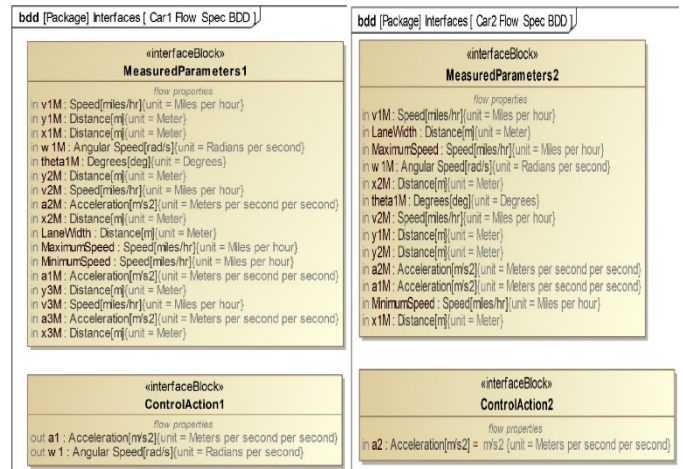 bdd [Package] Interfaces [ Car1 Flow Spec BDD ]
«interfaceBlock»
MeasuredParameters1
flow properties
in v1M : Speed[miles/hr]{unit = Miles per hour}
in y1M : Distance[m]{unit = Meter}
in x1M : Distance[m]{unit = Meter}
in w 1M : Angular Speed[rad/s]{unit = Radians per second}
in theta1M : Degrees[deg]{unit = Degrees}
in y2M : Distance[m]{unit = Meter}
in v2M : Speed[miles/hr]{unit = Miles per hour}
in a2M : Acceleration[m/s2]{unit = Meters per second per second}
in x2M : Distance[m]{unit = Meter}
in LaneWidth : Distance[m]{unit = Meter}
in MaximumSpeed : Speed[miles/hr]{unit = Miles per hour}
in MinimumSpeed : Speed[miles/hr]{unit = Miles per hour}
in a1M : Acceleration[m/s2]{unit = Meters per second per second}
in y3M : Distance[m]{unit = Meter}
in v3M : Speed[miles/hr]{unit = Miles per hour}
in a3M : Acceleration[m/s2]{unit = Meters per second per second}
in x3M : Distance[m]{unit = Meter}
«interfaceBlock»
ControlAction1
flow properties
out a1 : Acceleration[m/s2]{unit = Meters per second per second}
out w 1 : Angular Speed[rad/s]{unit = Radians per second}
bdd [Package] Interfaces [ Car2 Flow Spec BDD ]
«interfaceBlock»
MeasuredParameters2
flow properties
in v1M : Speed[miles/hr]{unit = Miles per hour}
in LaneWidth : Distance[m]{unit = Meter}
in MaximumSpeed : Speed[miles/hr]{unit = Miles per hour}
in w 1M : Angular Speed[rad/s]{unit = Radians per second}
in x2M : Distance[m]{unit = Meter}
in theta1M : Degrees[deg]{unit = Degrees}
in v2M : Speed[miles/hr]{unit = Miles per hour}
in y1M : Distance[m]{unit = Meter}
in y2M : Distance[m]{unit = Meter}
in a2M : Acceleration[m/s2]{unit = Meters per second per second}
in a1M : Acceleration[m/s2]{unit = Meters per second per second}
in MinimumSpeed : Speed[miles/hr]{unit = Miles per hour}
in x1M : Distance[m]{unit = Meter}
«interfaceBlock»
ControlAction2
flow properties
in a2 : Acceleration[m/s2] = m/s2 {unit = Meters per second per second}